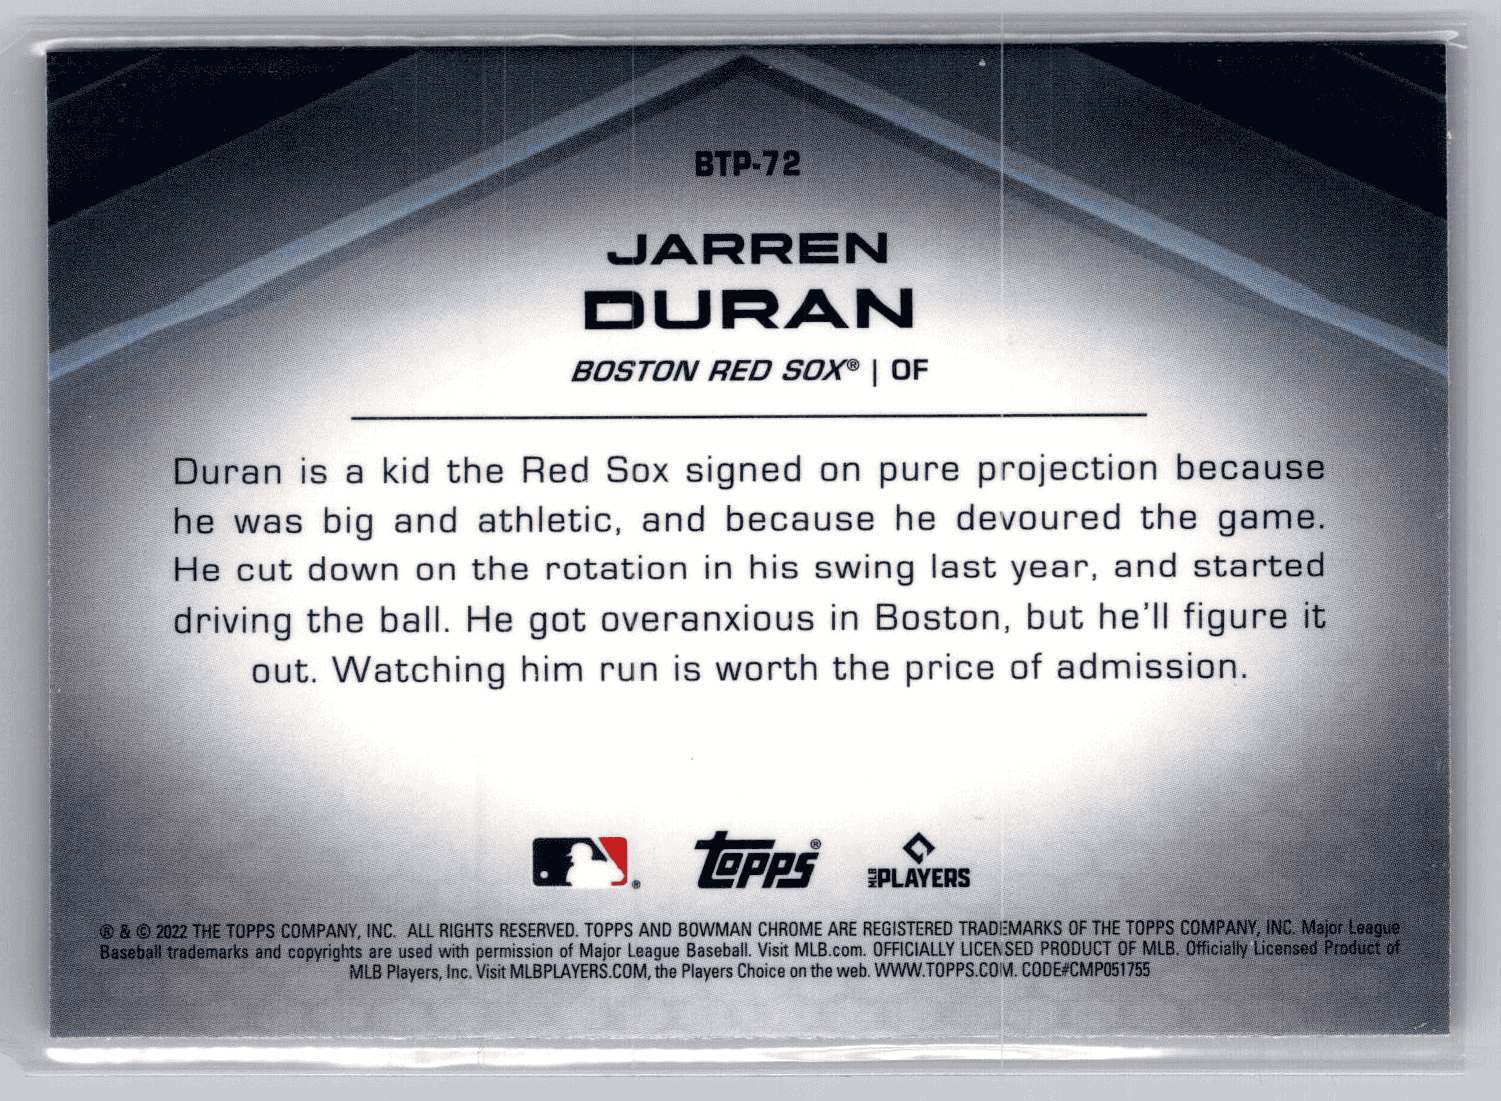 BTP-72
JARREN
DURAN
BOSTON RED SOX® | OF
Duran is a kid the Red Sox signed on pure projection because
he was big and athletic, and because he devoured the game.
He cut down on the rotation in his swing last year, and started
driving the ball. He got overanxious in Boston, but he'll figure it
out. Watching him run is worth the price of admission.
® topps® MLB PLAYERS
® & © 2022 THE TOPPS COMPANY, INC. ALL RIGHTS RESERVED. TOPPS AND BOWMAN CHROME ARE REGISTERED TRADEMARKS OF THE TOPPS COMPANY, INC. Major League
Baseball trademarks and copyrights are used with permission of Major League Baseball. Visit MLB.com. OFFICIALLY LICENSED PRODUCT OF MLB. Officially Licensed Product of
MLB Players, Inc. Visit MLBPLAYERS.COM, the Players Choice on the web. WWW.TOPPS.COM. CODE#CMP051755